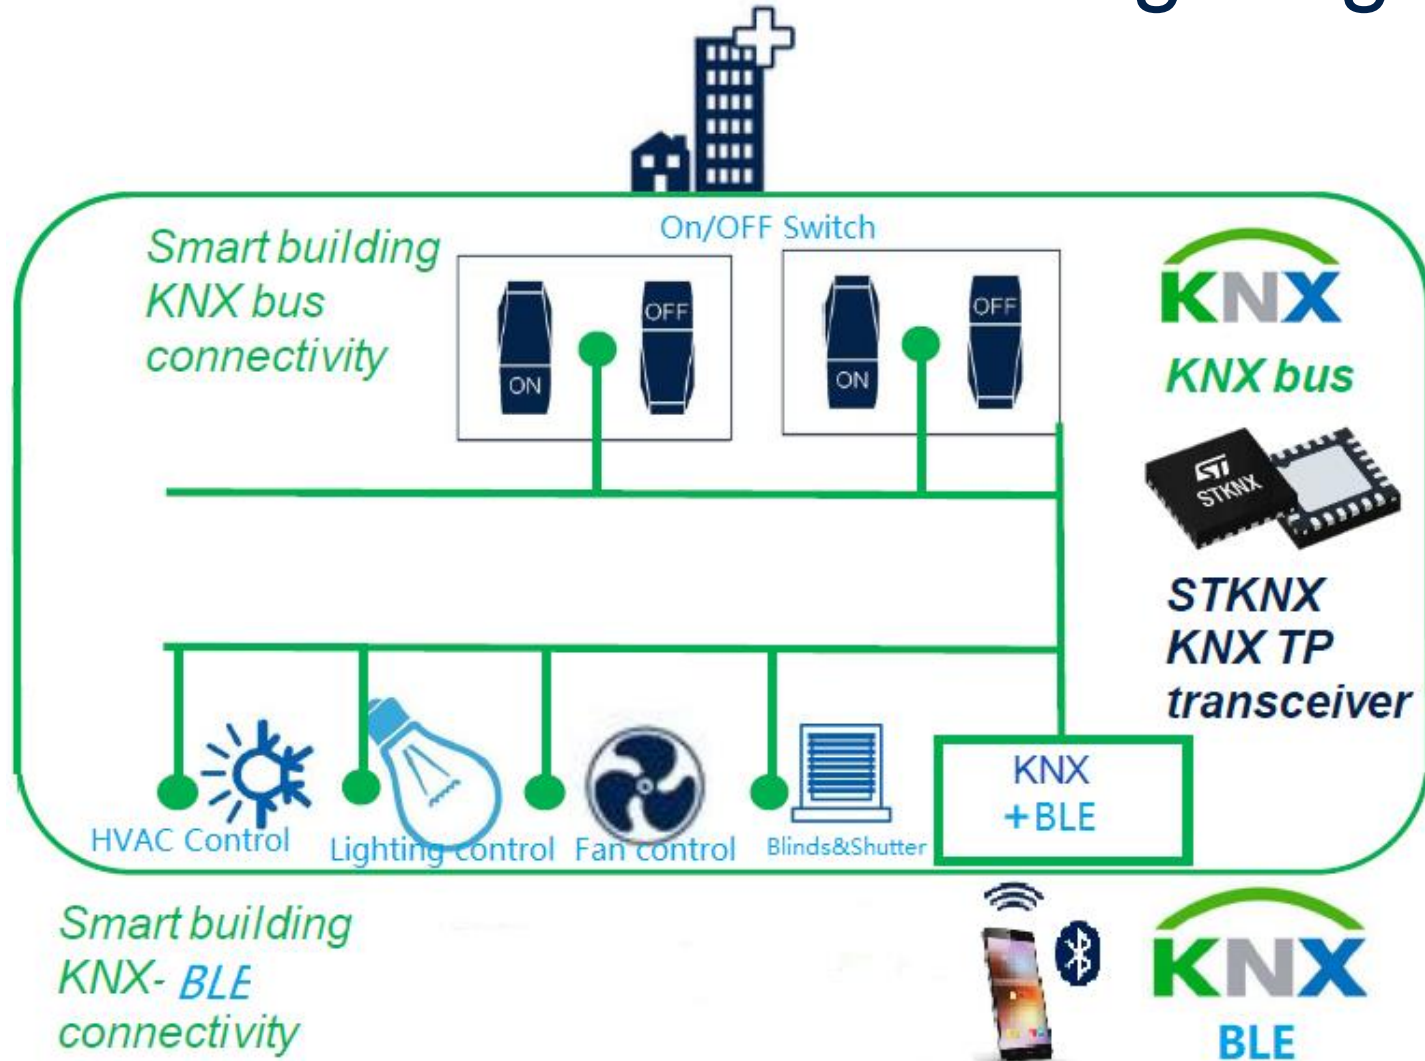 On/OFF Switch
Smart building
KNX bus
connectivity
ON
OFF
ON
OFF
KNX
KNX bus
ST
STKNX
STKNX
KNX TP
transceiver
HVAC Control
Lighting control
Fan control
Blinds&Shutter
KNX
+BLE
Smart building
KNX- BLE
connectivity
KNX
BLE